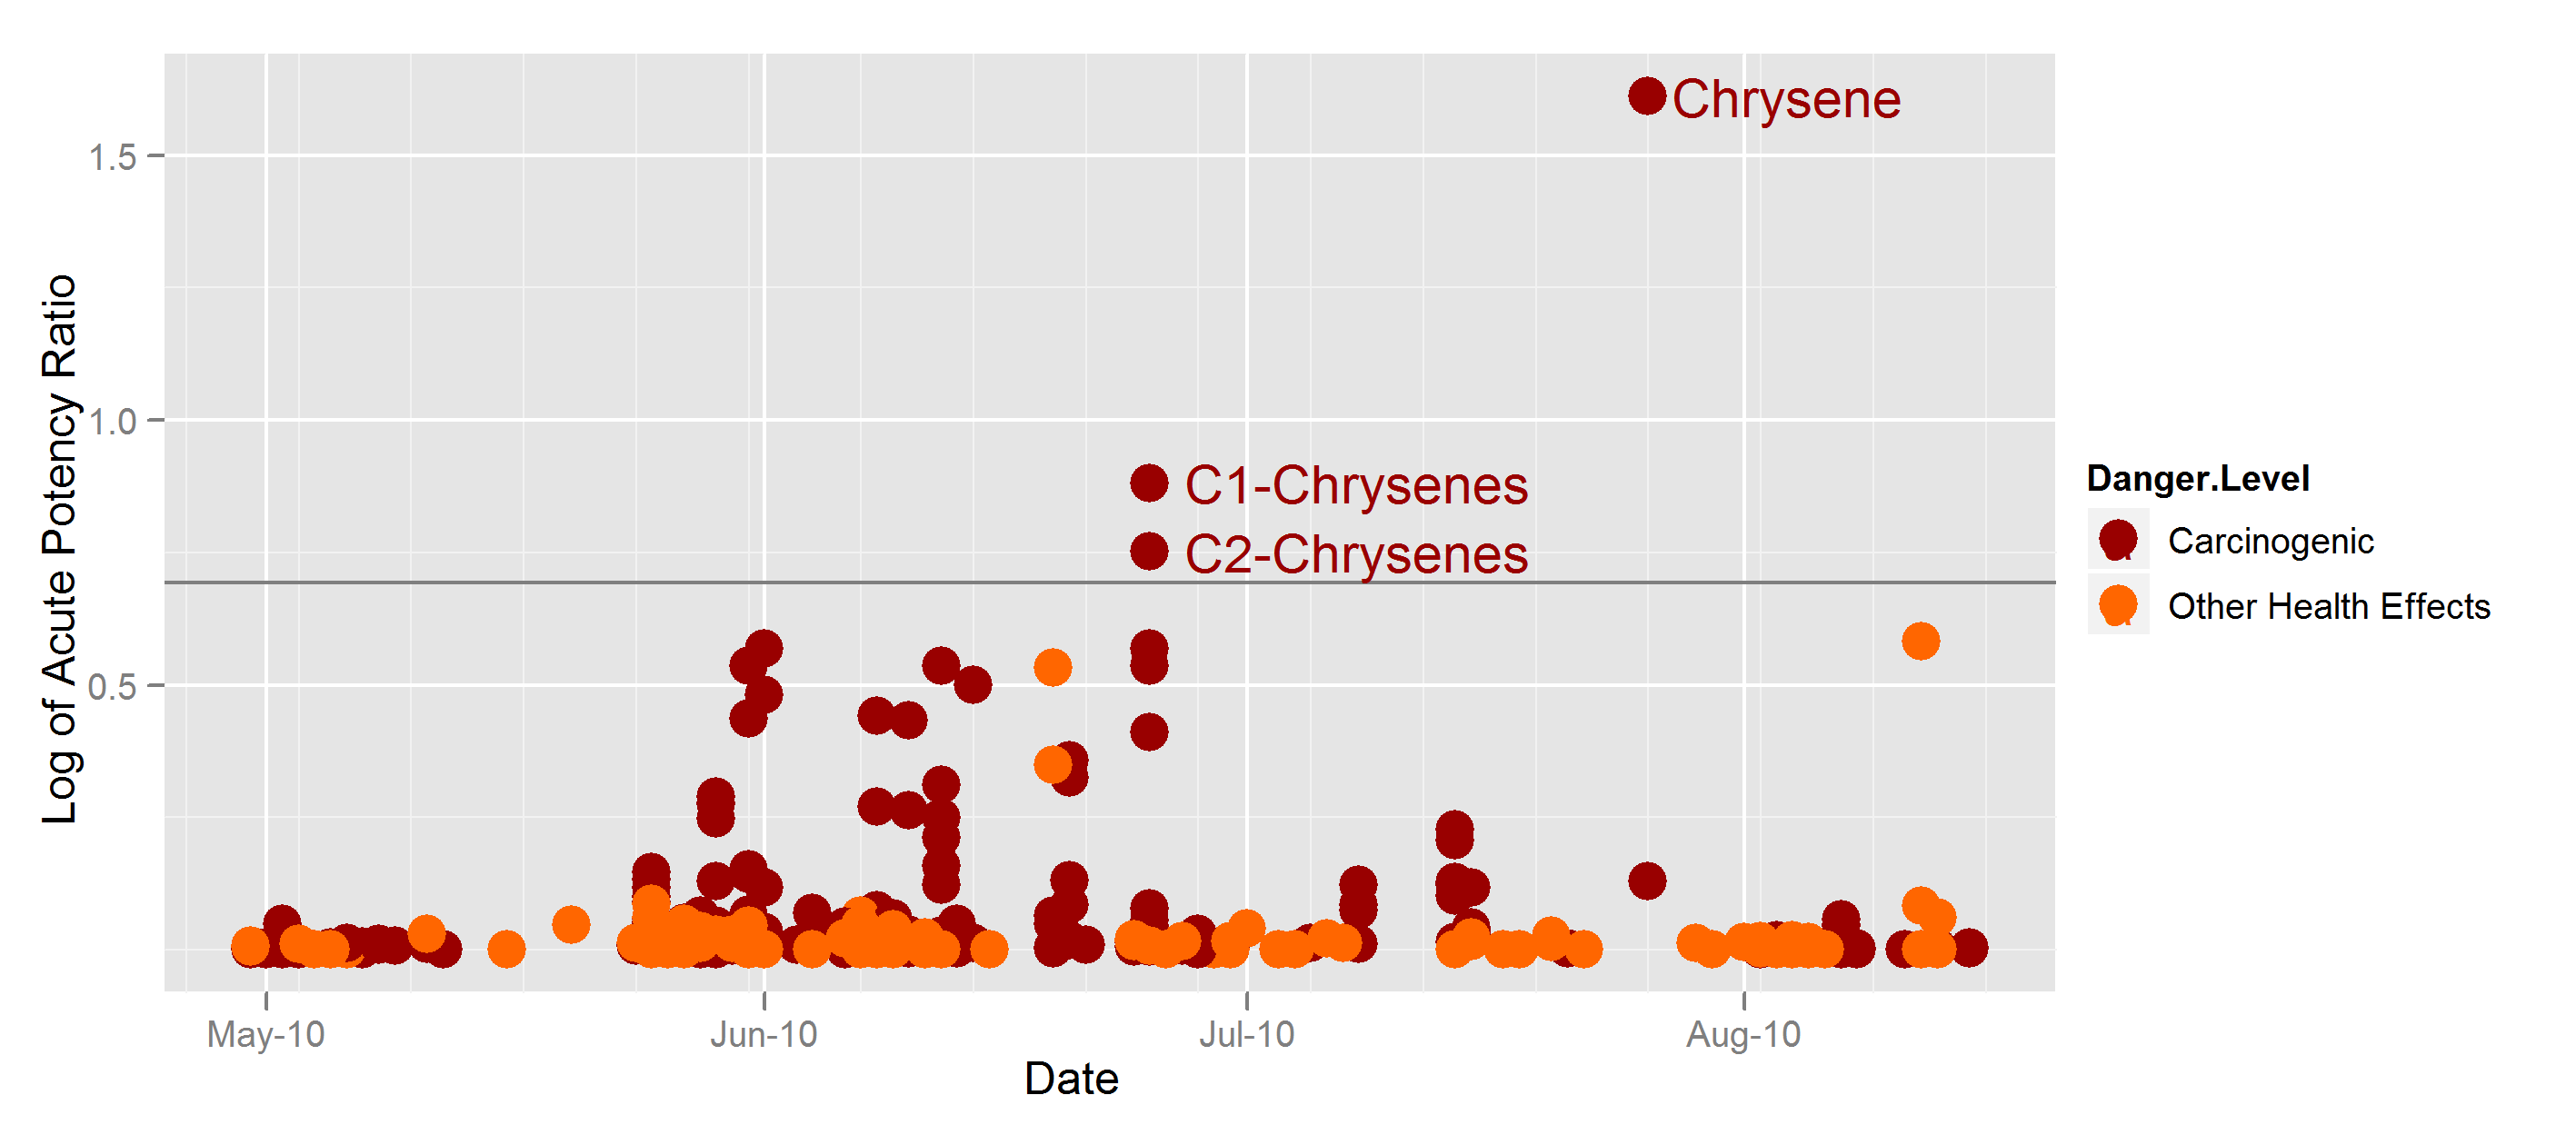 Chrysene
1.5
1.0
C1-Chrysenes
C2-Chrysenes
0.5
Log of Acute Potency Ratio
May-10
Jun-10
Jul-10
Aug-10
Date
Danger.Level
Carcinogenic
Other Health Effects